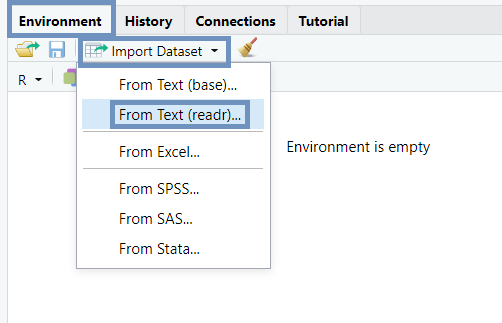 Environment History Connections Tutorial
Import Dataset
R
From Text (base)...
From Text (readr)...
From Excel...
Environment is empty
From SPSS...
From SAS...
From Stata...